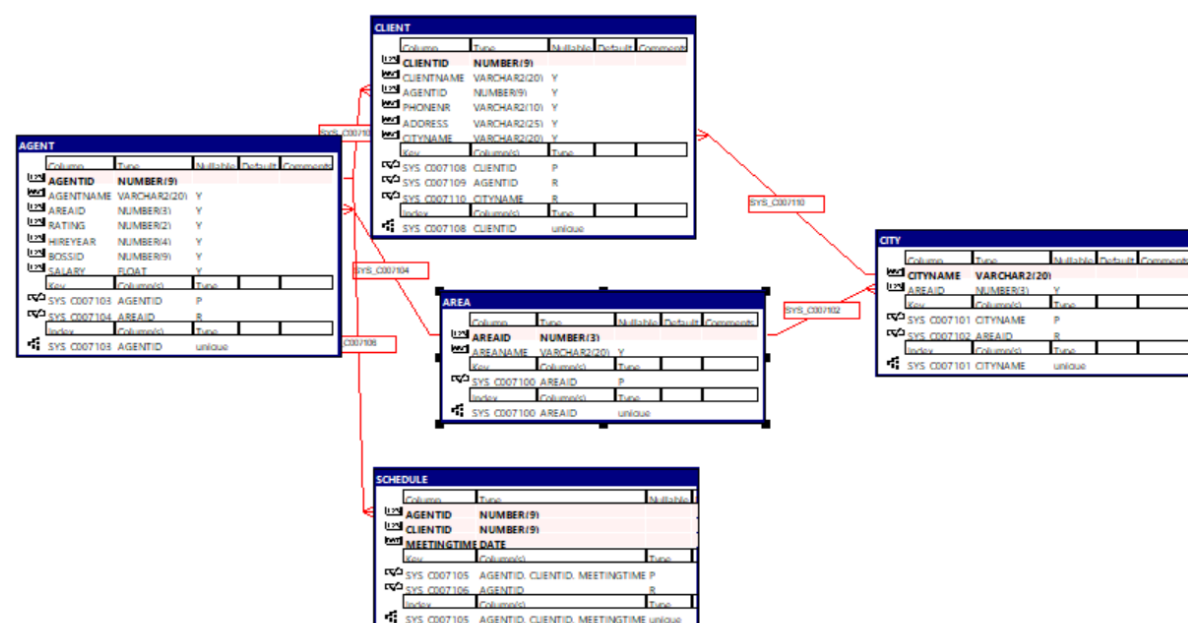 CLIENT
Column Type Nullable Default Comments
CLIENTID NUMBER(9)
CLIENTNAME VARCHAR2(20) Y
AGENTID NUMBER(9) Y
PHONENR VARCHAR2(10) Y
ADDRESS VARCHAR2(25) Y
CITYNAME VARCHAR2(20) Y
Key Column(s) Type
SYS_C007108 CLIENTID P
SYS_C007109 AGENTID R
SYS_C007110 CITYNAME R
Index Column(s) Type
SYS_C007108 CLIENTID unique
AGENT
Column Type Nullable Default Comments
AGENTID NUMBER(9)
AGENTNAME VARCHAR2(20) Y
AREAID NUMBER(3) Y
RATING NUMBER(2) Y
HIREYEAR NUMBER(4) Y
BOSSID NUMBER(9) Y
SALARY FLOAT Y
Key Column(s) Type
SYS_C007103 AGENTID P
SYS_C007104 AREAID R
Index Column(s) Type
SYS_C007103 AGENTID unique
SYS_C00710
SYS_C007104
C007106
SYS_C007110
SYS_C007102
AREA
Column Type Nullable Default Comments
AREAID NUMBER(3)
AREANAME VARCHAR2(20) Y
Key Column(s) Type
SYS_C007100 AREAID P
Index Column(s) Type
SYS_C007100 AREAID unique
CITY
Column Type Nullable Default Comments
CITYNAME VARCHAR2(20)
AREAID NUMBER(3) Y
Key Column(s) Type
SYS_C007101 CITYNAME P
SYS_C007102 AREAID R
Index Column(s) Type
SYS_C007101 CITYNAME unique
SCHEDULE
Column Type Nullable
AGENTID NUMBER(9)
CLIENTID NUMBER(9)
MEETINGTIME DATE
Key Column(s) Type
SYS_C007105 AGENTID, CLIENTID, MEETINGTIME P
SYS_C007106 AGENTID R
Index Column(s) Type
SYS_C007105 AGENTID, CLIENTID, MEETINGTIME unique